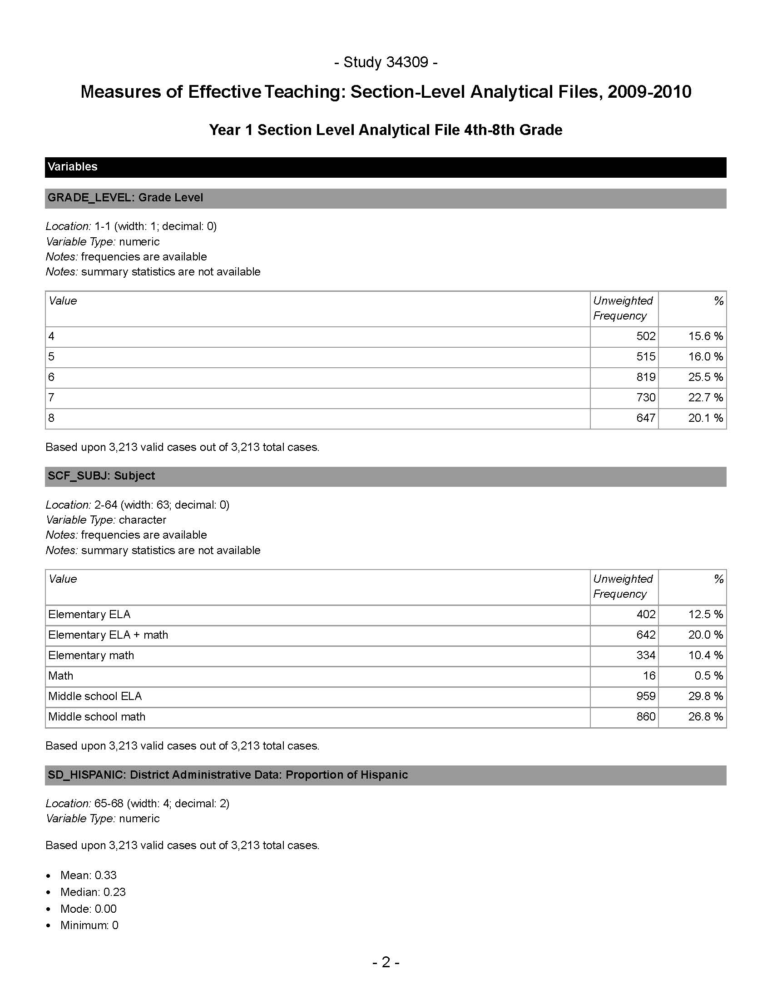 - Study 34309 -
Measures of Effective Teaching: Section-Level Analytical Files, 2009-2010
Year 1 Section Level Analytical File 4th-8th Grade
Variables
GRADE_LEVEL: Grade Level
Location: 1-1 (width: 1; decimal: 0)
Variable Type: numeric
Notes: frequencies are available
Notes: summary statistics are not available
Value Unweighted Frequency %
4 502 15.6 %
5 515 16.0 %
6 819 25.5 %
7 730 22.7 %
8 647 20.1 %
Based upon 3,213 valid cases out of 3,213 total cases.
SCF_SUBJ: Subject
Location: 2-64 (width: 63; decimal: 0)
Variable Type: character
Notes: frequencies are available
Notes: summary statistics are not available
Value Unweighted Frequency %
Elementary ELA 402 12.5 %
Elementary ELA + math 642 20.0 %
Elementary math 334 10.4 %
Math 16 0.5 %
Middle school ELA 959 29.8 %
Middle school math 860 26.8 %
Based upon 3,213 valid cases out of 3,213 total cases.
SD_HISPANIC: District Administrative Data: Proportion of Hispanic
Location: 65-68 (width: 4; decimal: 2)
Variable Type: numeric
Based upon 3,213 valid cases out of 3,213 total cases.
• Mean: 0.33
• Median: 0.23
• Mode: 0.00
• Minimum: 0
- 2 -